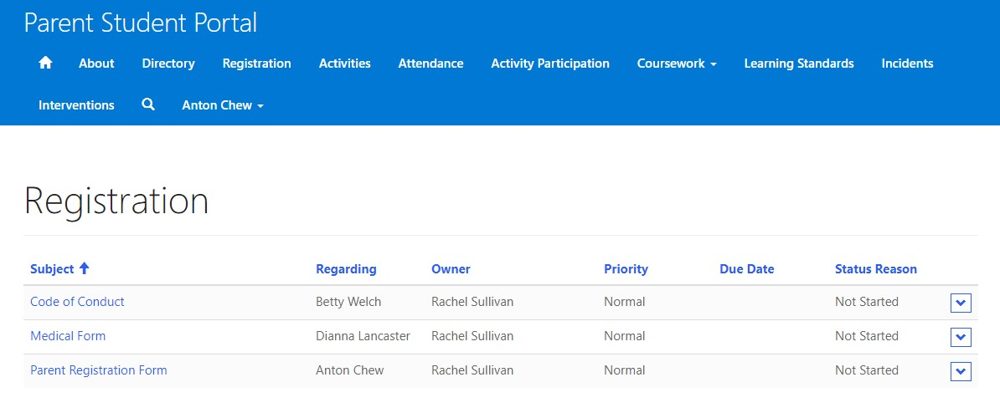 Parent Student Portal
About Directory Registration Activities Attendance Activity Participation Coursework Learning Standards Incidents
Interventions Anton Chew
Registration
Subject Regarding Owner Priority Due Date Status Reason
Code of Conduct Betty Welch Rachel Sullivan Normal Not Started
Medical Form Dianna Lancaster Rachel Sullivan Normal Not Started
Parent Registration Form Anton Chew Rachel Sullivan Normal Not Started